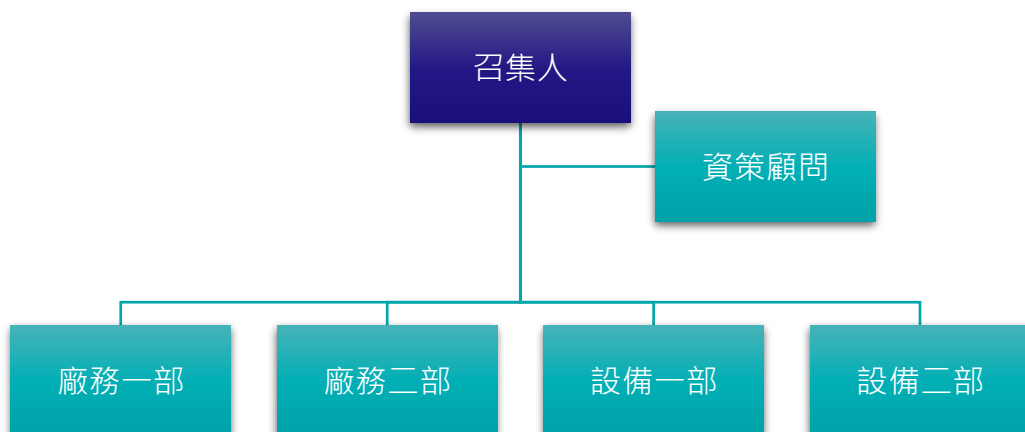 召集人
資策顧問
廠務一部
廠務二部
設備一部
設備二部